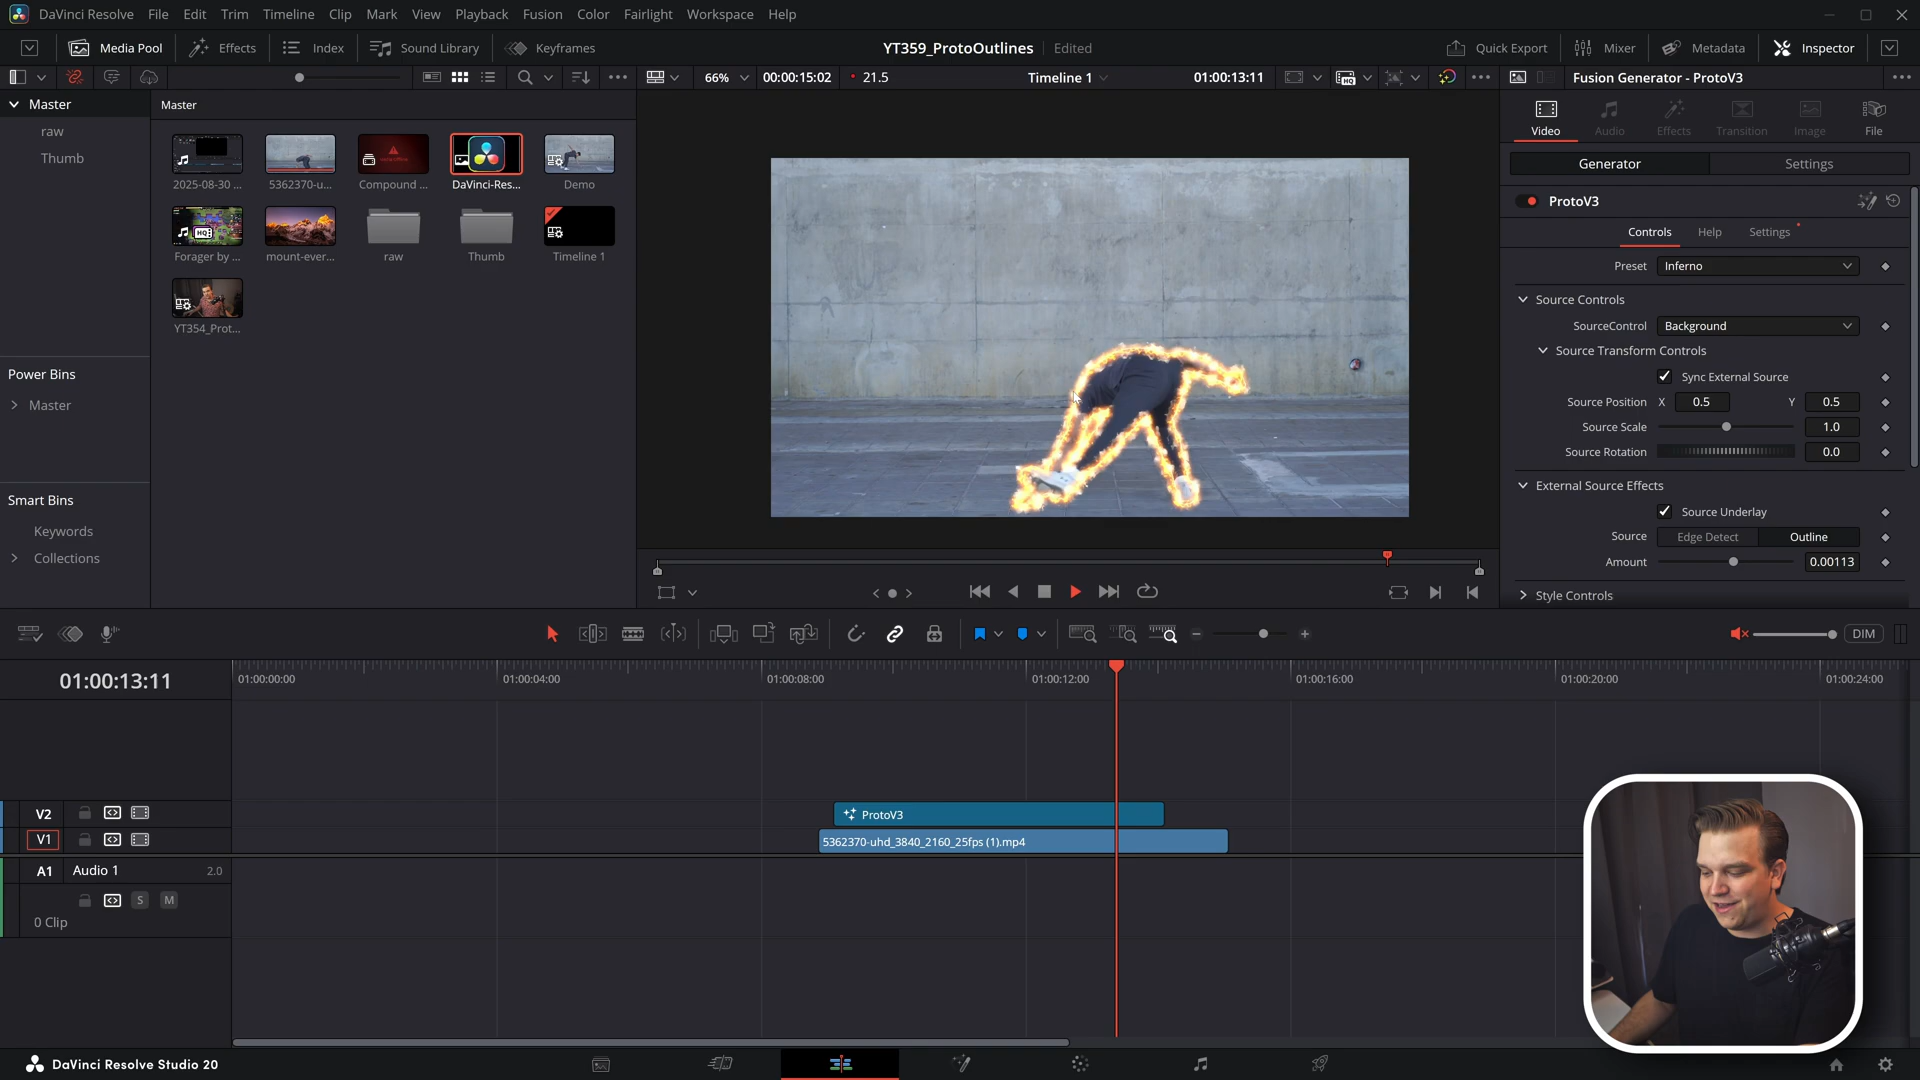 DaVinci Resolve File Edit Trim Timeline Clip Mark View Playback Fusion Color Fairlight Workspace Help
Media Pool Effects Index Sound Library Keyframes YT359_ProtoOutlines Edited Quick Export Mixer Metadata Inspector
66% 00:00:15:02 21.5 Timeline 1 01:00:13:11 Fusion Generator - ProtoV3
Master
raw
Thumb
Master
2025-08-30 ... 5362370-u... Compound ... DaVinci-Res... Demo
HQ
Forager by ... mount-ever... raw Thumb Timeline 1
YT354_Prot...
Power Bins
Master
Smart Bins
Keywords
Collections
Video Audio Effects Transition Image File
Generator Settings
ProtoV3
Controls Help Settings
Preset Inferno
Source Controls
SourceControl Background
Source Transform Controls
Sync External Source
Source Position X 0.5 Y 0.5
Source Scale 1.0
Source Rotation 0.0
External Source Effects
Source Underlay
Source Edge Detect Outline
Amount 0.00113
Style Controls
DIM
01:00:13:11
01:00:00:00 01:00:04:00 01:00:08:00 01:00:12:00 01:00:16:00 01:00:20:00 01:00:24:00
V2 ProtoV3
V1 5362370-uhd_3840_2160_25fps (1).mp4
A1 Audio 1 2.0
S M
0 Clip
DaVinci Resolve Studio 20